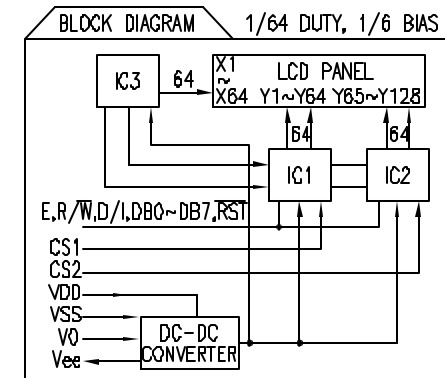 BLOCK DIAGRAM
1/64 DUTY, 1/6 BIAS
IC3
64
X1
~
X64
LCD PANEL
Y1~Y64 Y65~Y128
64
64
IC1
IC2
E,R/W̅,D/I,DB0~DB7,R̅S̅T̅
CS1
CS2
VDD
VSS
V0
Vee
DC-DC
CONVERTER